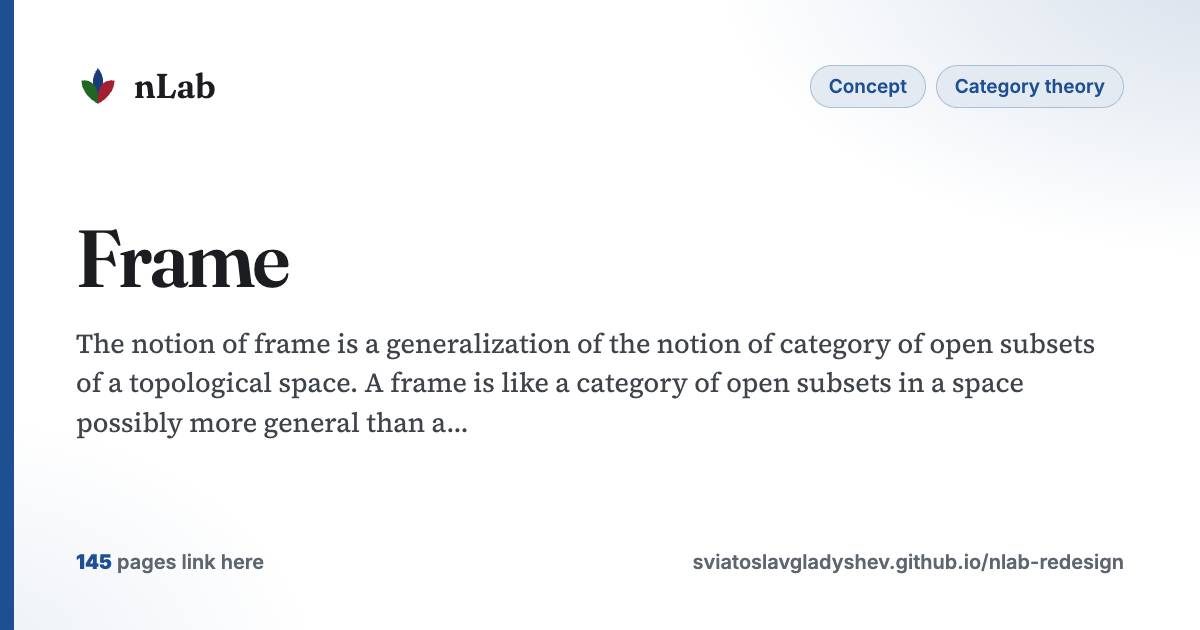 nLab
Concept
Category theory
Frame
The notion of frame is a generalization of the notion of category of open subsets
of a topological space. A frame is like a category of open subsets in a space
possibly more general than a...
145 pages link here
sviatoslavgladyshev.github.io/nlab-redesign